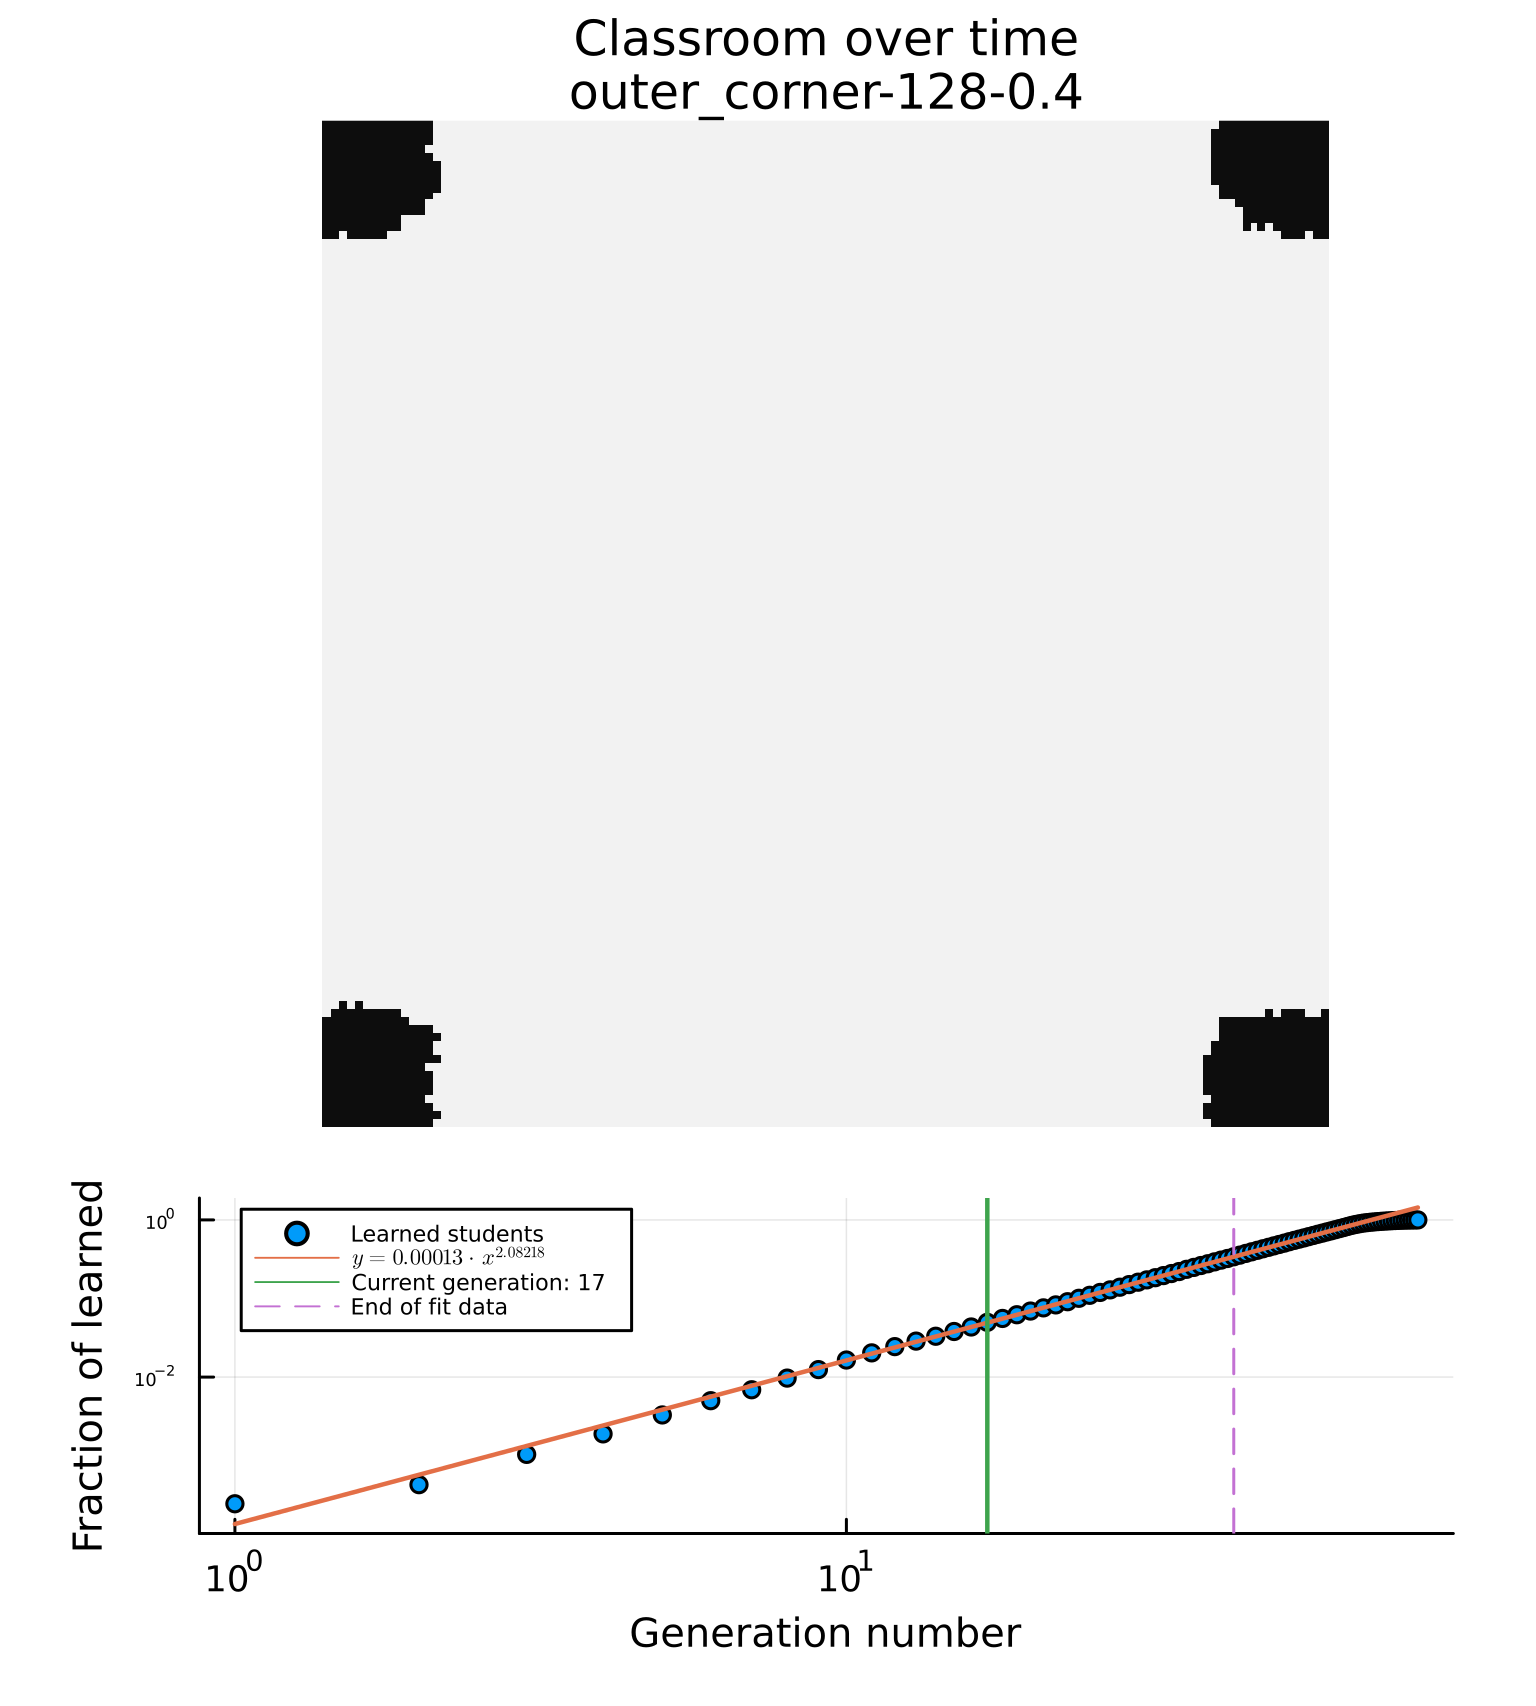 Classroom over time
outer_corner-128-0.4
Fraction of learned
10^0
10^-2
Learned students
y = 0.00013 · x^2.08218
Current generation: 17
End of fit data
10^0 10^1
Generation number